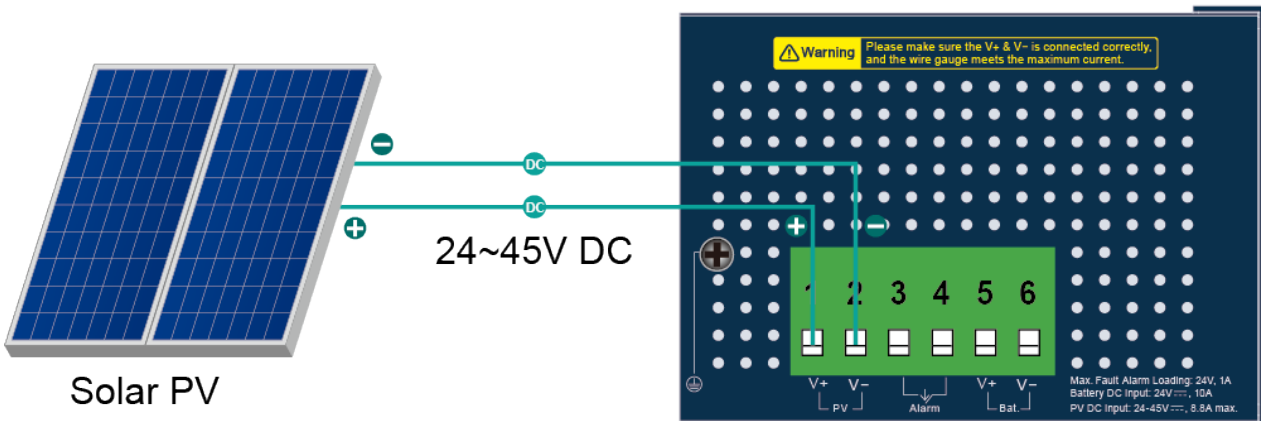 Warning
Please make sure the V+ & V− is connected correctly,
and the wire gauge meets the maximum current.
DC
DC
24~45V DC
Solar PV
1 2 3 4 5 6
V+ V− V+ V−
PV Alarm Bat.
Max. Fault Alarm Loading: 24V, 1A
Battery DC Input: 24V⎓, 10A
PV DC Input: 24-45V⎓, 8.8A max.